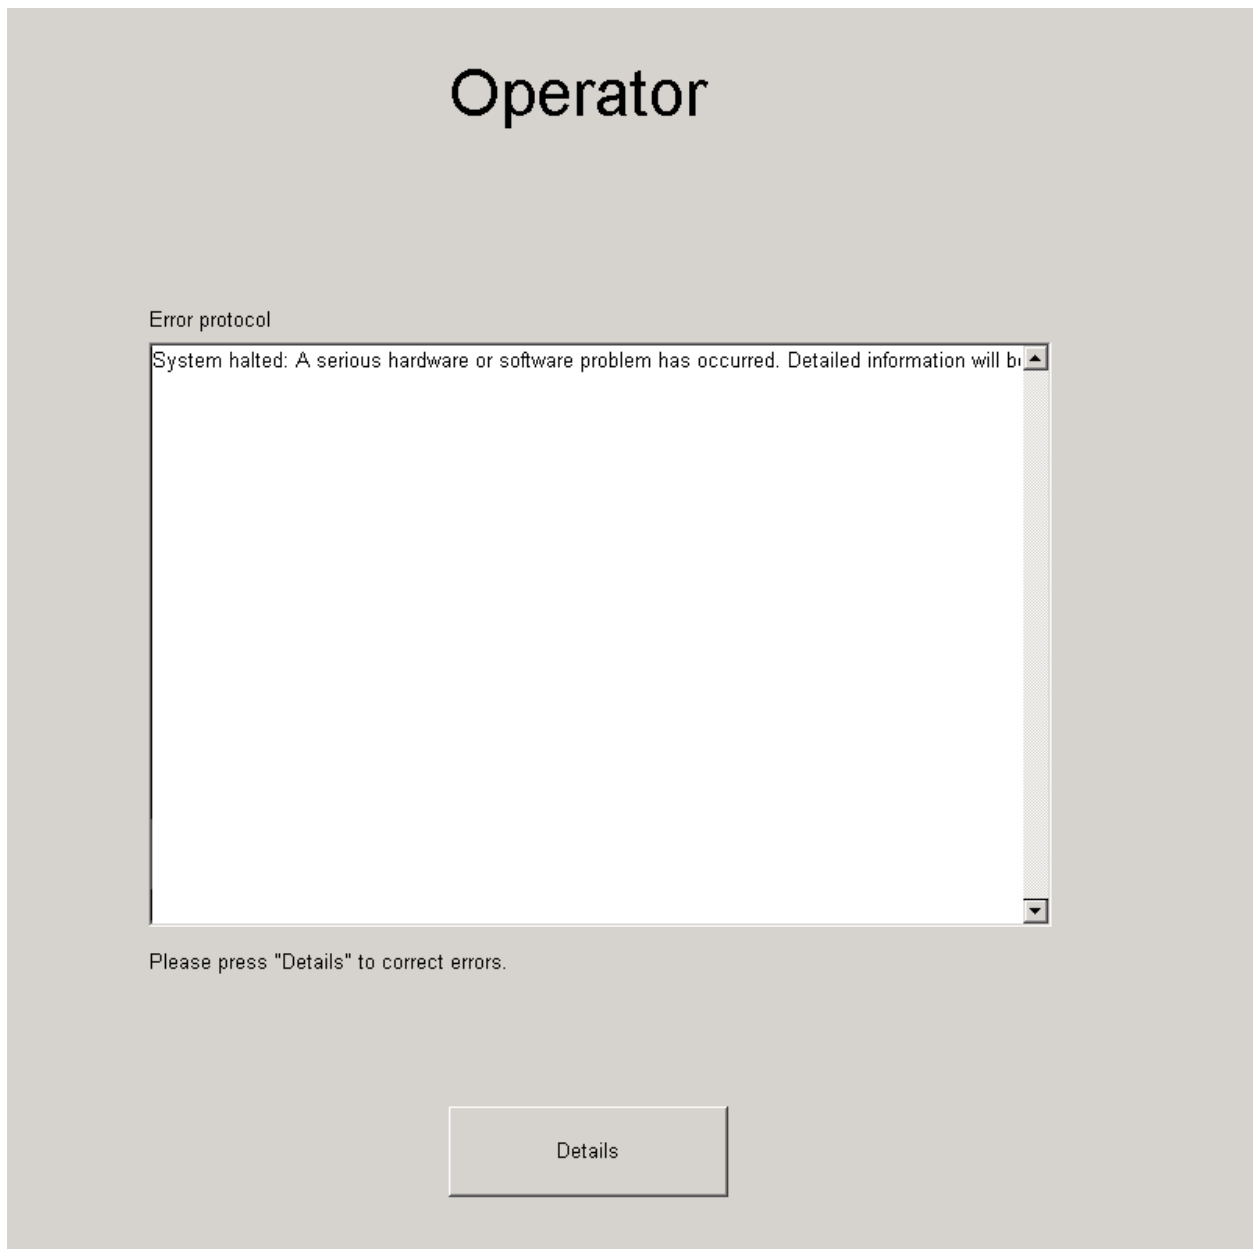 Operator
Error protocol
System halted: A serious hardware or software problem has occurred. Detailed information will
Please press "Details" to correct errors.
Details